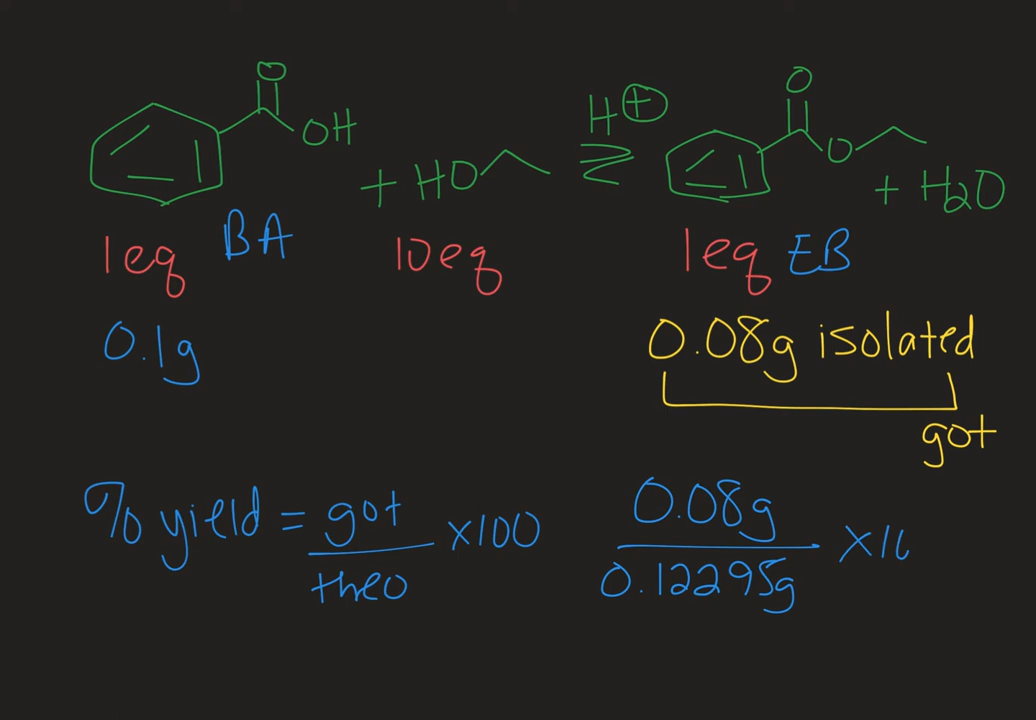 O OH + HO H+ O O + H2O
1eq BA 10eq 1eq EB
0.1g 0.08g isolated
got
% yield = got/theo ×100 0.08g/0.12295g ×10